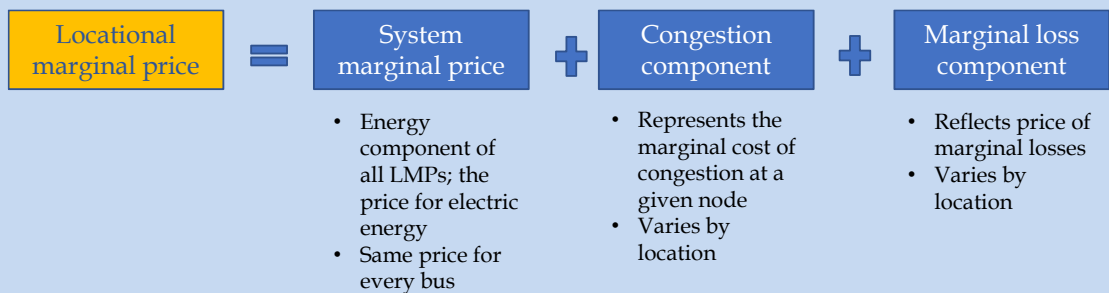 Locational
marginal price
=
System
marginal price
+
Congestion
component
+
Marginal loss
component
• Energy
component of
all LMPs; the
price for electric
energy
• Same price for
every bus
• Represents the
marginal cost of
congestion at a
given node
• Varies by
location
• Reflects price of
marginal losses
• Varies by
location